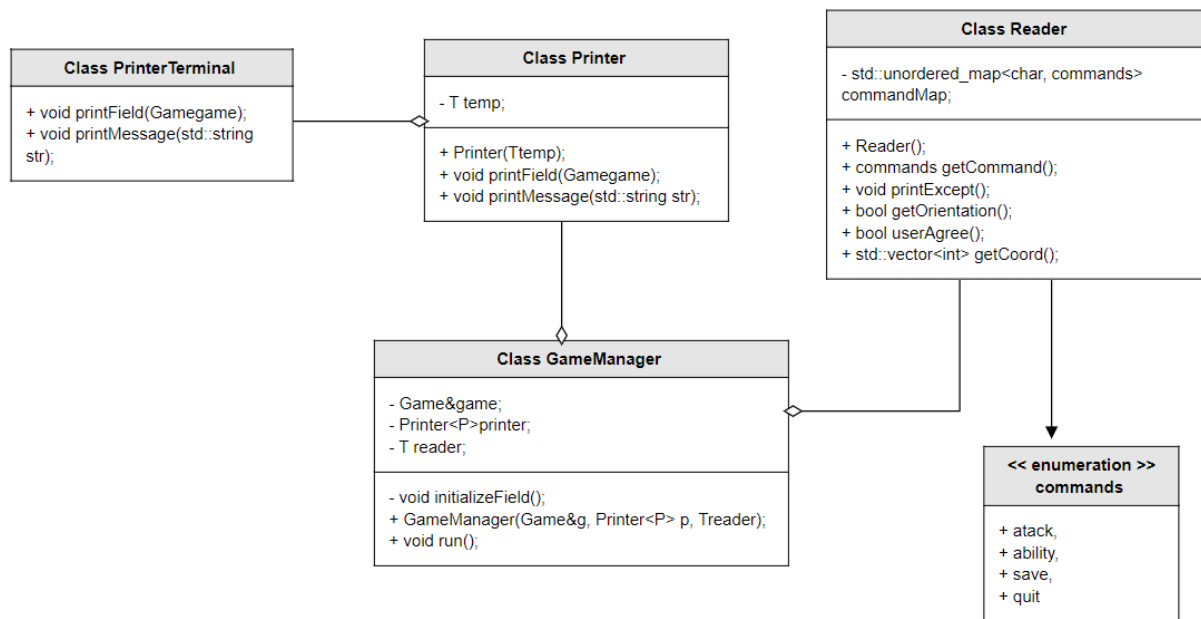 Class PrinterTerminal
+ void printField(Gamegame);
+ void printMessage(std::string
str);
Class Printer
- T temp;
+ Printer(Ttemp);
+ void printField(Gamegame);
+ void printMessage(std::string str);
Class Reader
- std::unordered_map<char, commands>
commandMap;
+ Reader();
+ commands getCommand();
+ void printExcept();
+ bool getOrientation();
+ bool userAgree();
+ std::vector<int> getCoord();
Class GameManager
- Game&game;
- Printer<P>printer;
- T reader;
- void initializeField();
+ GameManager(Game&g, Printer<P> p, Treader);
+ void run();
<< enumeration >>
commands
+ atack,
+ ability,
+ save,
+ quit